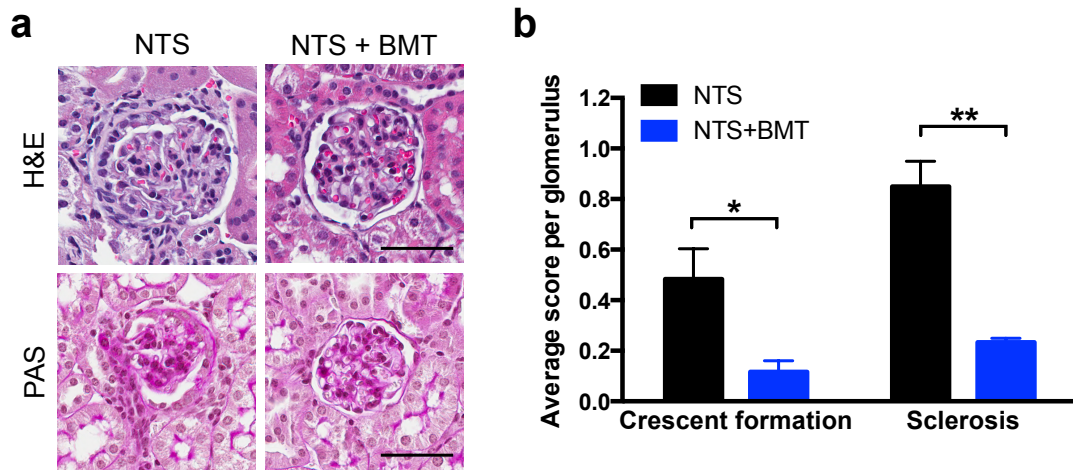 a
NTS
NTS + BMT
H&E
PAS
b
Average score per glomerulus
1.2
1.0
0.8
0.6
0.4
0.2
0.0
NTS
NTS+BMT
*
**
Crescent formation
Sclerosis